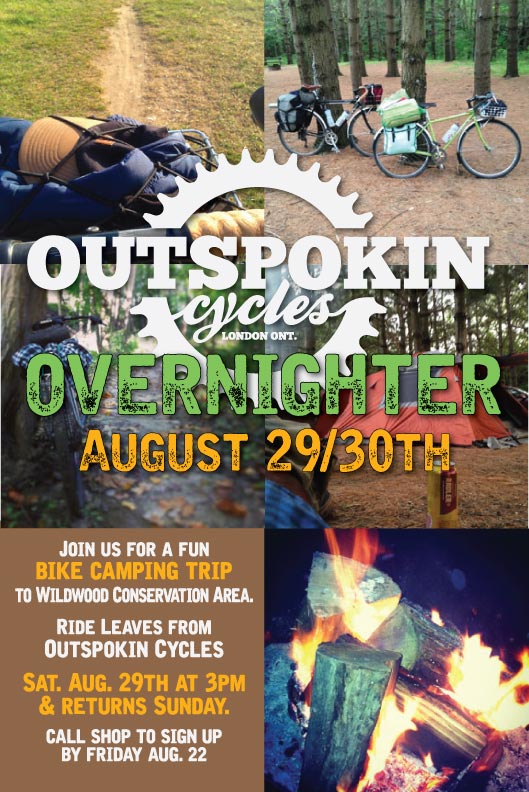 OUTSPOKIN
cycles
LONDON ONT.
OVERNIGHTER
AUGUST 29/30TH
JOIN US FOR A FUN
BIKE CAMPING TRIP
TO WILDWOOD CONSERVATION AREA.
RIDE LEAVES FROM
OUTSPOKIN CYCLES
SAT. AUG. 29TH AT 3PM
& RETURNS SUNDAY.
CALL SHOP TO SIGN UP
BY FRIDAY AUG. 22